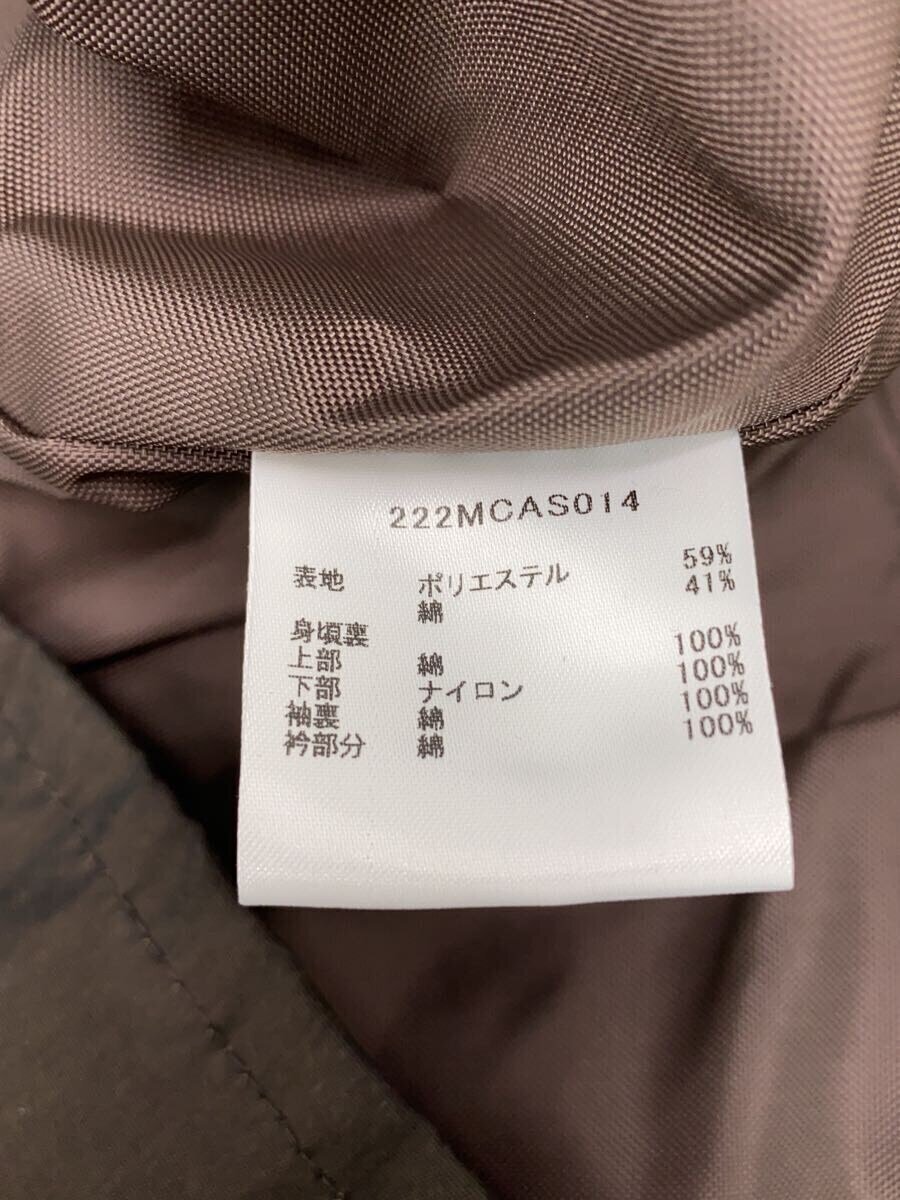 222MCAS014
表地 ポリエステル 59%
綿 41%
身頃裏
上部 綿 100%
下部 ナイロン 100%
袖裏 綿 100%
衿部分 綿 100%